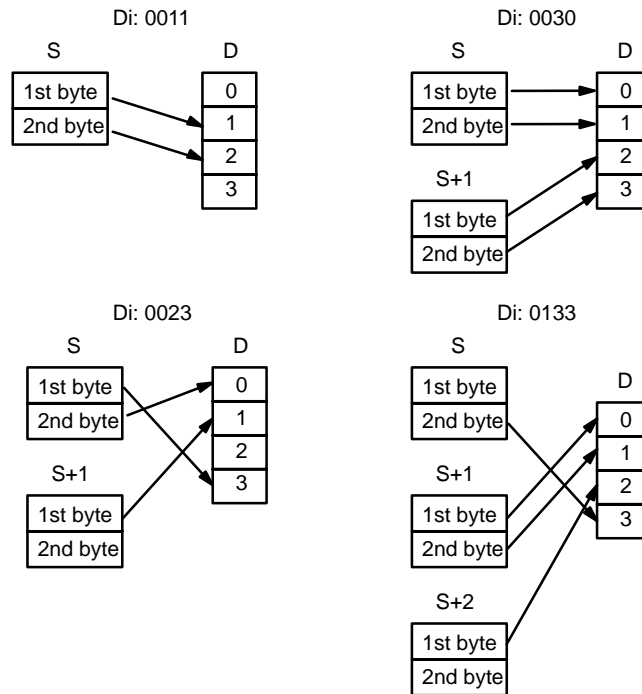 Di: 0011
S
D
1st byte
2nd byte
0
1
2
3
Di: 0030
S
D
1st byte
2nd byte
S+1
1st byte
2nd byte
0
1
2
3
Di: 0023
S
D
1st byte
2nd byte
S+1
1st byte
2nd byte
0
1
2
3
Di: 0133
S
D
1st byte
2nd byte
S+1
1st byte
2nd byte
S+2
1st byte
2nd byte
0
1
2
3